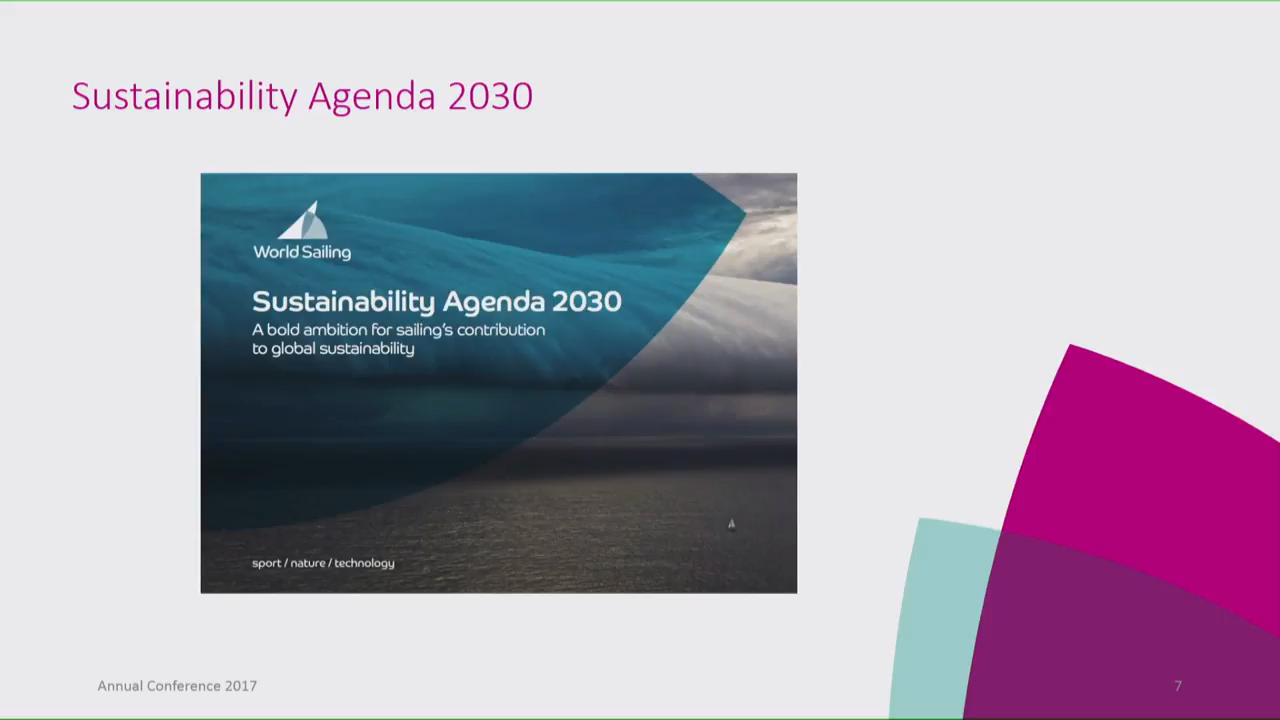 Sustainability Agenda 2030
World Sailing
Sustainability Agenda 2030
A bold ambition for sailing's contribution
to global sustainability
sport / nature / technology
Annual Conference 2017
7